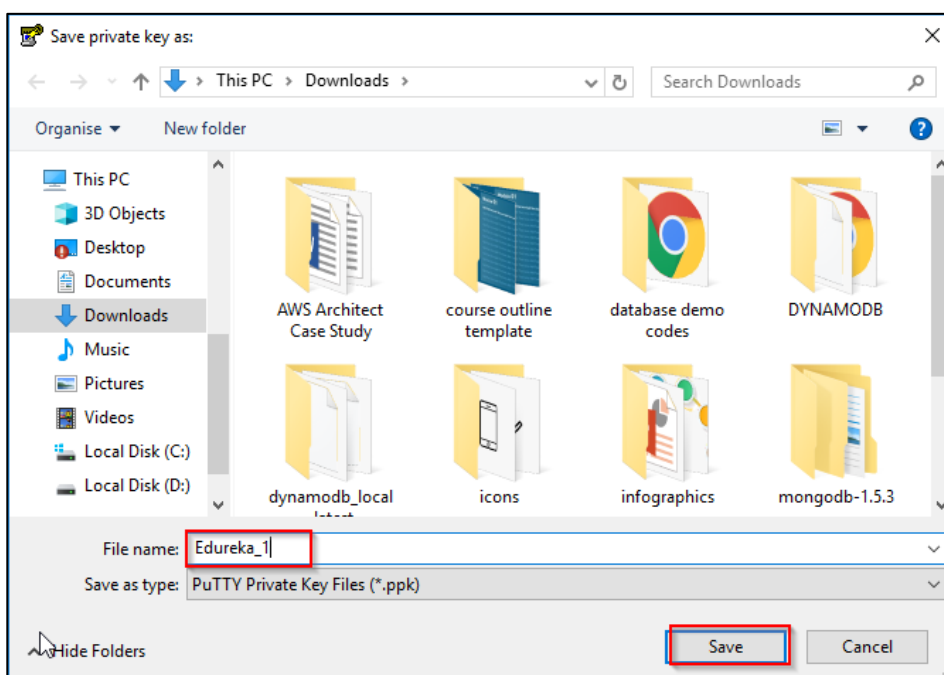 Save private key as:
This PC > Downloads >
Search Downloads
Organise
New folder
This PC
3D Objects
Desktop
Documents
Downloads
Music
Pictures
Videos
Local Disk (C:)
Local Disk (D:)
AWS Architect
Case Study
course outline
template
database demo
codes
DYNAMODB
dynamodb_local
icons
infographics
mongodb-1.5.3
File name: Edureka_1
Save as type: PuTTY Private Key Files (*.ppk)
Hide Folders
Save
Cancel